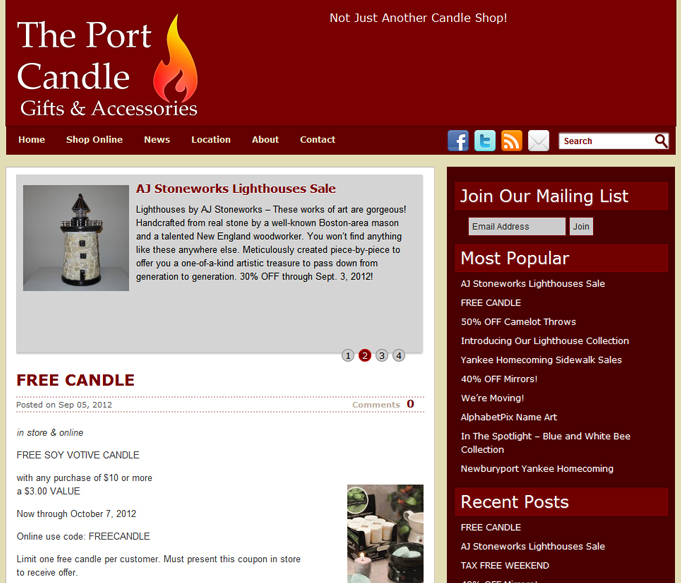 The Port
Candle
Gifts & Accessories
Not Just Another Candle Shop!
Home Shop Online News Location About Contact
Search
AJ Stoneworks Lighthouses Sale
Lighthouses by AJ Stoneworks – These works of art are gorgeous!
Handcrafted from real stone by a well-known Boston-area mason
and a talented New England woodworker. You won't find anything
like these anywhere else. Meticulously created piece-by-piece to
offer you a one-of-kind artistic treasure to pass down from
generation to generation. 30% OFF through Sept. 3, 2012!
1 2 3 4
FREE CANDLE
Posted on Sep 05, 2012
Comments 0
in store & online
FREE SOY VOTIVE CANDLE
with any purchase of $10 or more
a $3.00 VALUE
Now through October 7, 2012
Online use code: FREECANDLE
Limit one free candle per customer. Must present this coupon in store
to receive offer.
Join Our Mailing List
Email Address Join
Most Popular
AJ Stoneworks Lighthouses Sale
FREE CANDLE
50% OFF Camelot Throws
Introducing Our Lighthouse Collection
Yankee Homecoming Sidewalk Sales
40% OFF Mirrors!
We're Moving!
AlphabetPix Name Art
In The Spotlight – Blue and White Bee
Collection
Newburyport Yankee Homecoming
Recent Posts
FREE CANDLE
AJ Stoneworks Lighthouses Sale
TAX FREE WEEKEND
40% OFF Mirrors!